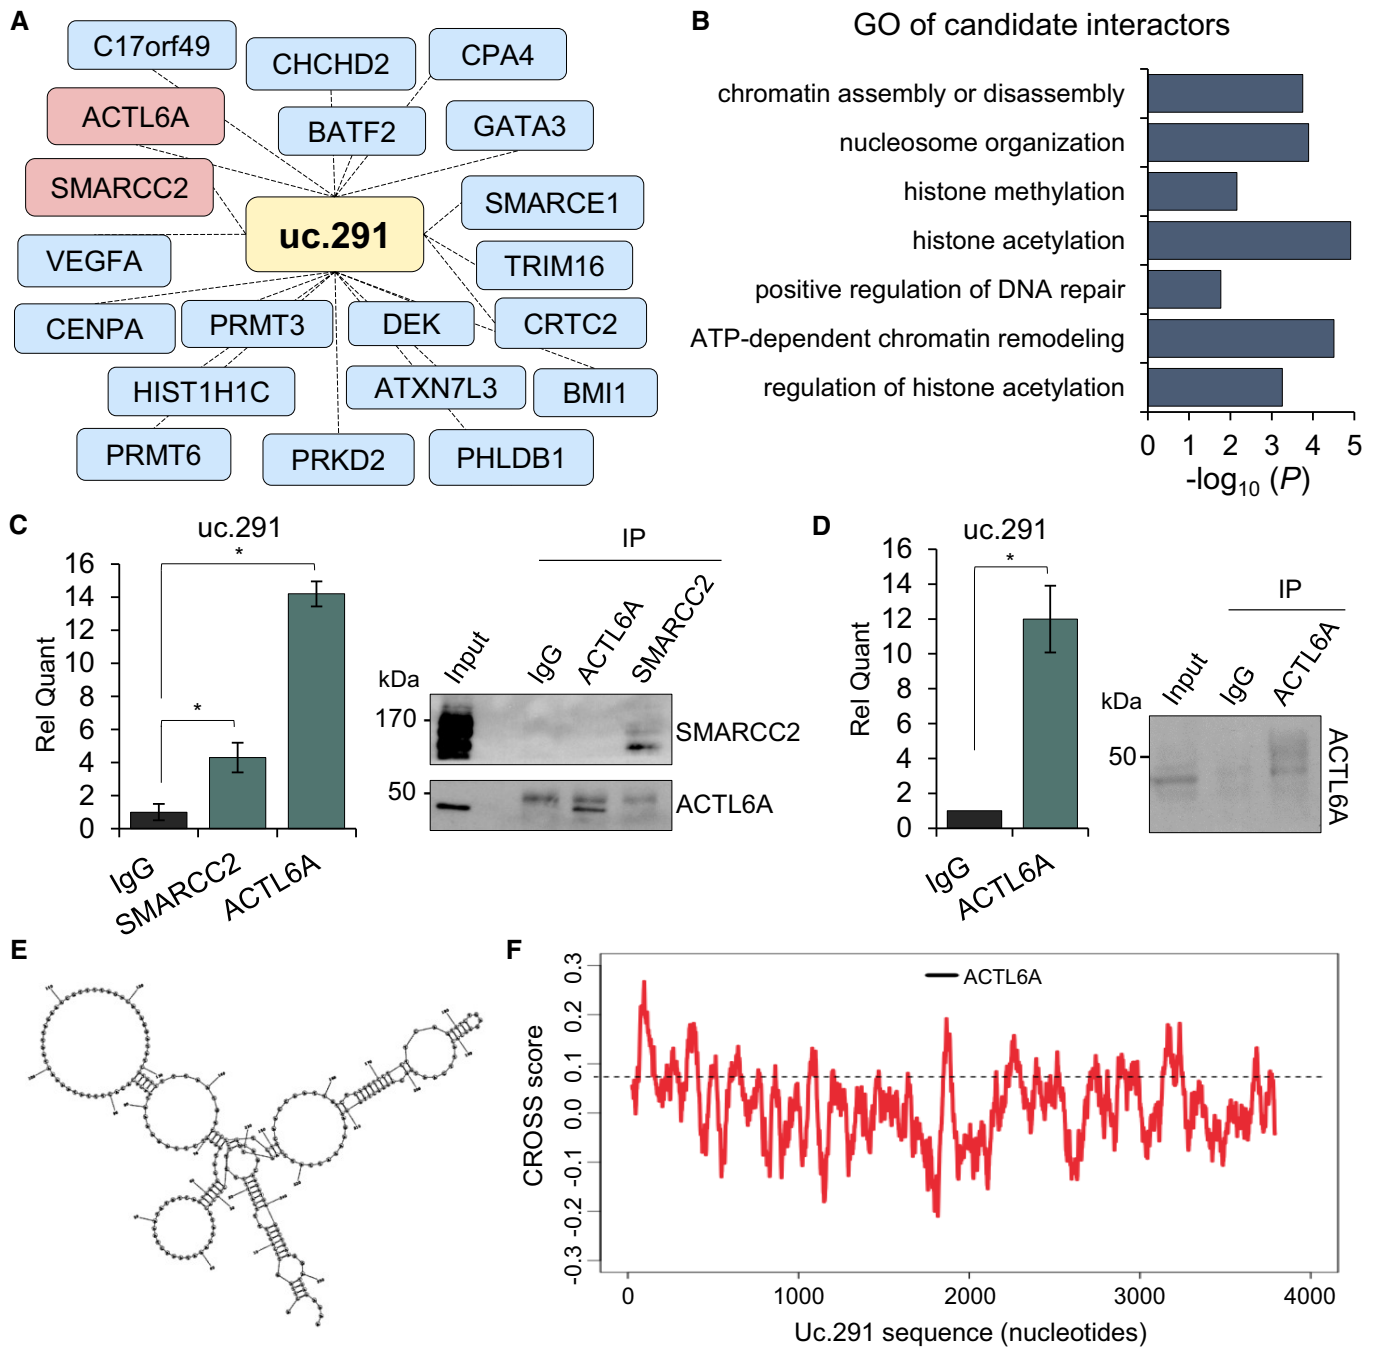 A
C17orf49
CHCHD2
CPA4
ACTL6A
BATF2
GATA3
SMARCC2
SMARCE1
uc.291
VEGFA
TRIM16
CENPA
PRMT3
DEK
CRTC2
HIST1H1C
ATXN7L3
BMI1
PRMT6
PRKD2
PHLDB1
B
GO of candidate interactors
chromatin assembly or disassembly
nucleosome organization
histone methylation
histone acetylation
positive regulation of DNA repair
ATP-dependent chromatin remodeling
regulation of histone acetylation
0 1 2 3 4 5
-log10 (P)
C
uc.291
*
*
16
14
12
10
8
6
4
2
0
Rel Quant
IgG
SMARCC2
ACTL6A
IP
Input
IgG
ACTL6A
SMARCC2
kDa
170
SMARCC2
50
ACTL6A
D
uc.291
*
16
14
12
10
8
6
4
2
0
Rel Quant
IgG
ACTL6A
IP
Input
IgG
ACTL6A
kDa
50
ACTL6A
E
F
ACTL6A
0.3
0.2
0.1
0.0
-0.1
-0.2
-0.3
CROSS score
0 1000 2000 3000 4000
Uc.291 sequence (nucleotides)